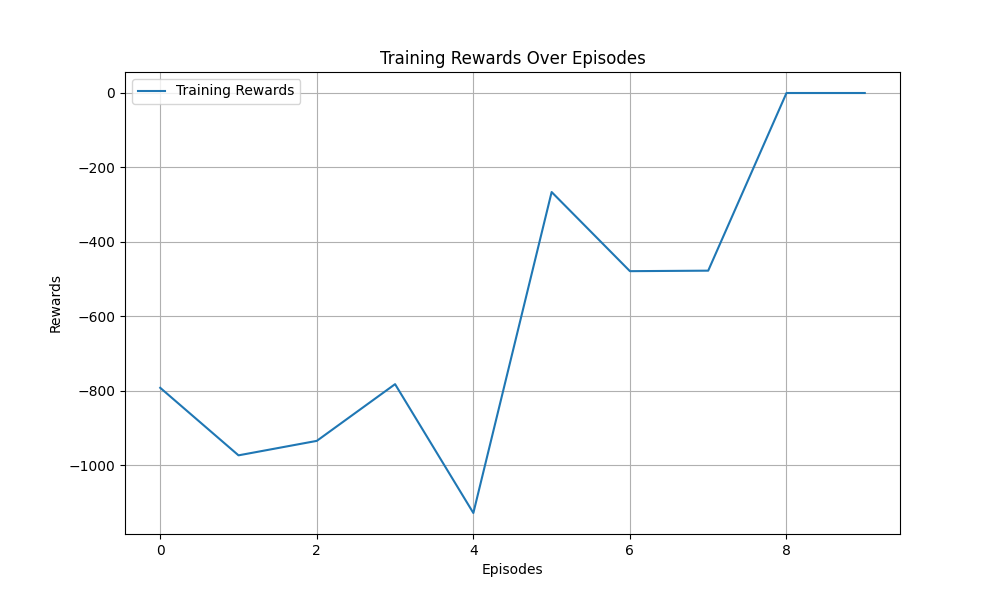 Training Rewards Over Episodes
Training Rewards
0
−200
−400
−600
−800
−1000
Rewards
0 2 4 6 8
Episodes